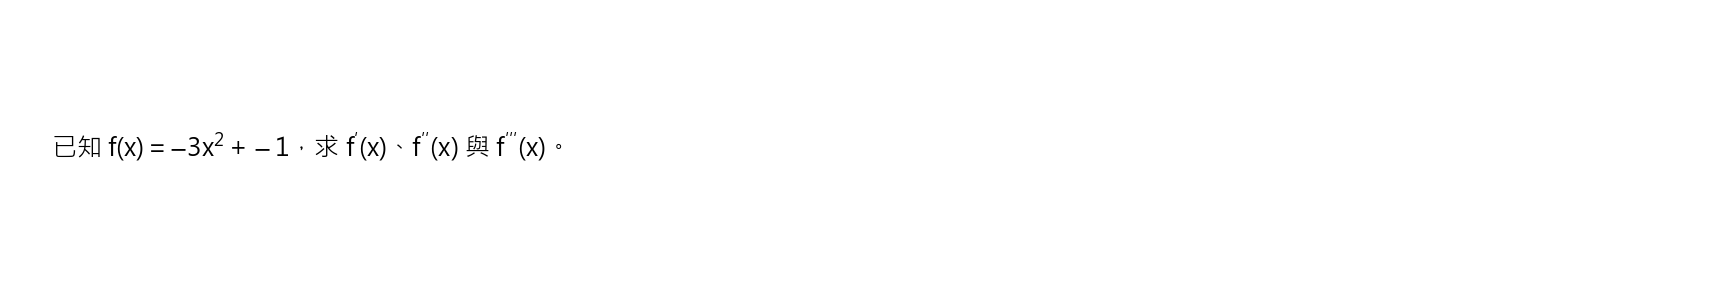 已知 f(x) = −3x² + − 1，求 f′(x)、f′′(x) 與 f′′′(x)。